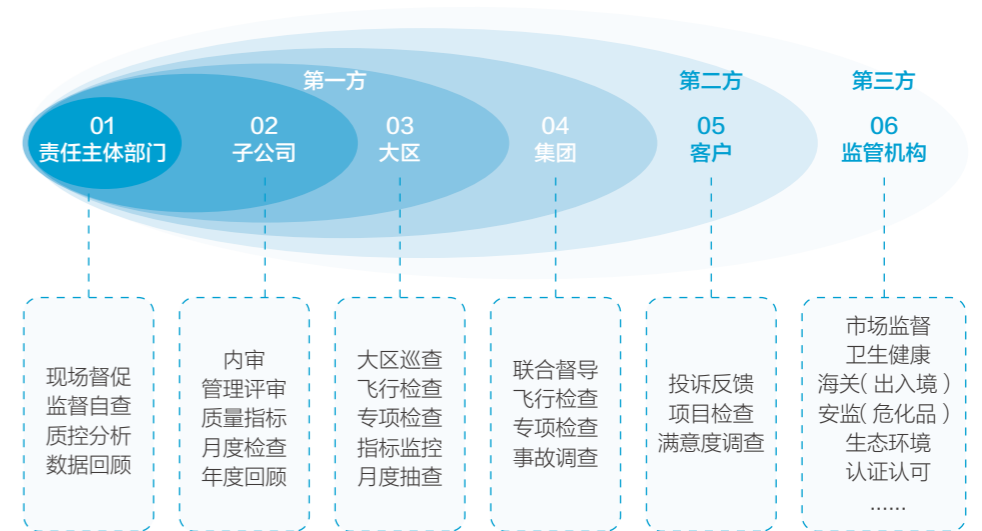 第一方
第二方
第三方
01
责任主体部门
02
子公司
03
大区
04
集团
05
客户
06
监管机构
现场督促
监督自查
质控分析
数据回顾
内审
管理评审
质量指标
月度检查
年度回顾
大区巡查
飞行检查
专项检查
指标监控
月度抽查
联合督导
飞行检查
专项检查
事故调查
投诉反馈
项目检查
满意度调查
市场监督
卫生健康
海关（出入境）
安监（危化品）
生态环境
认证认可
......